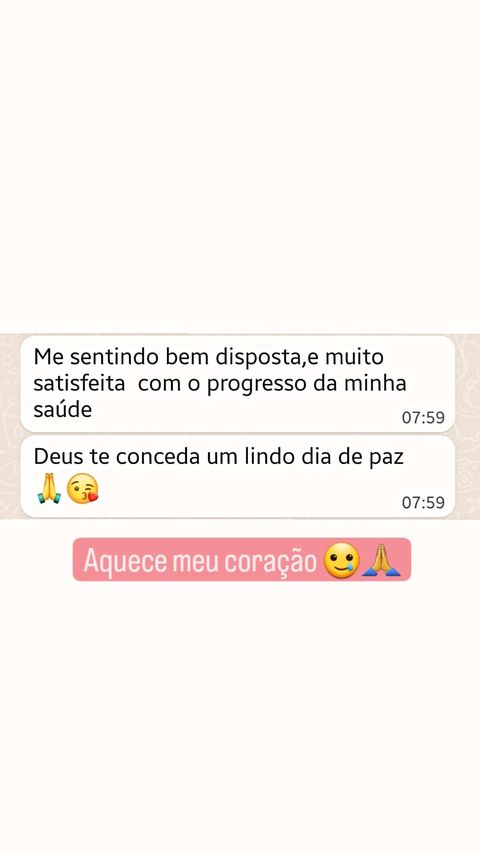 Me sentindo bem disposta,e muito
satisfeita  com o progresso da minha
saúde
07:59
Deus te conceda um lindo dia de paz
🙏😘
07:59
Aquece meu coração 🥲🙏